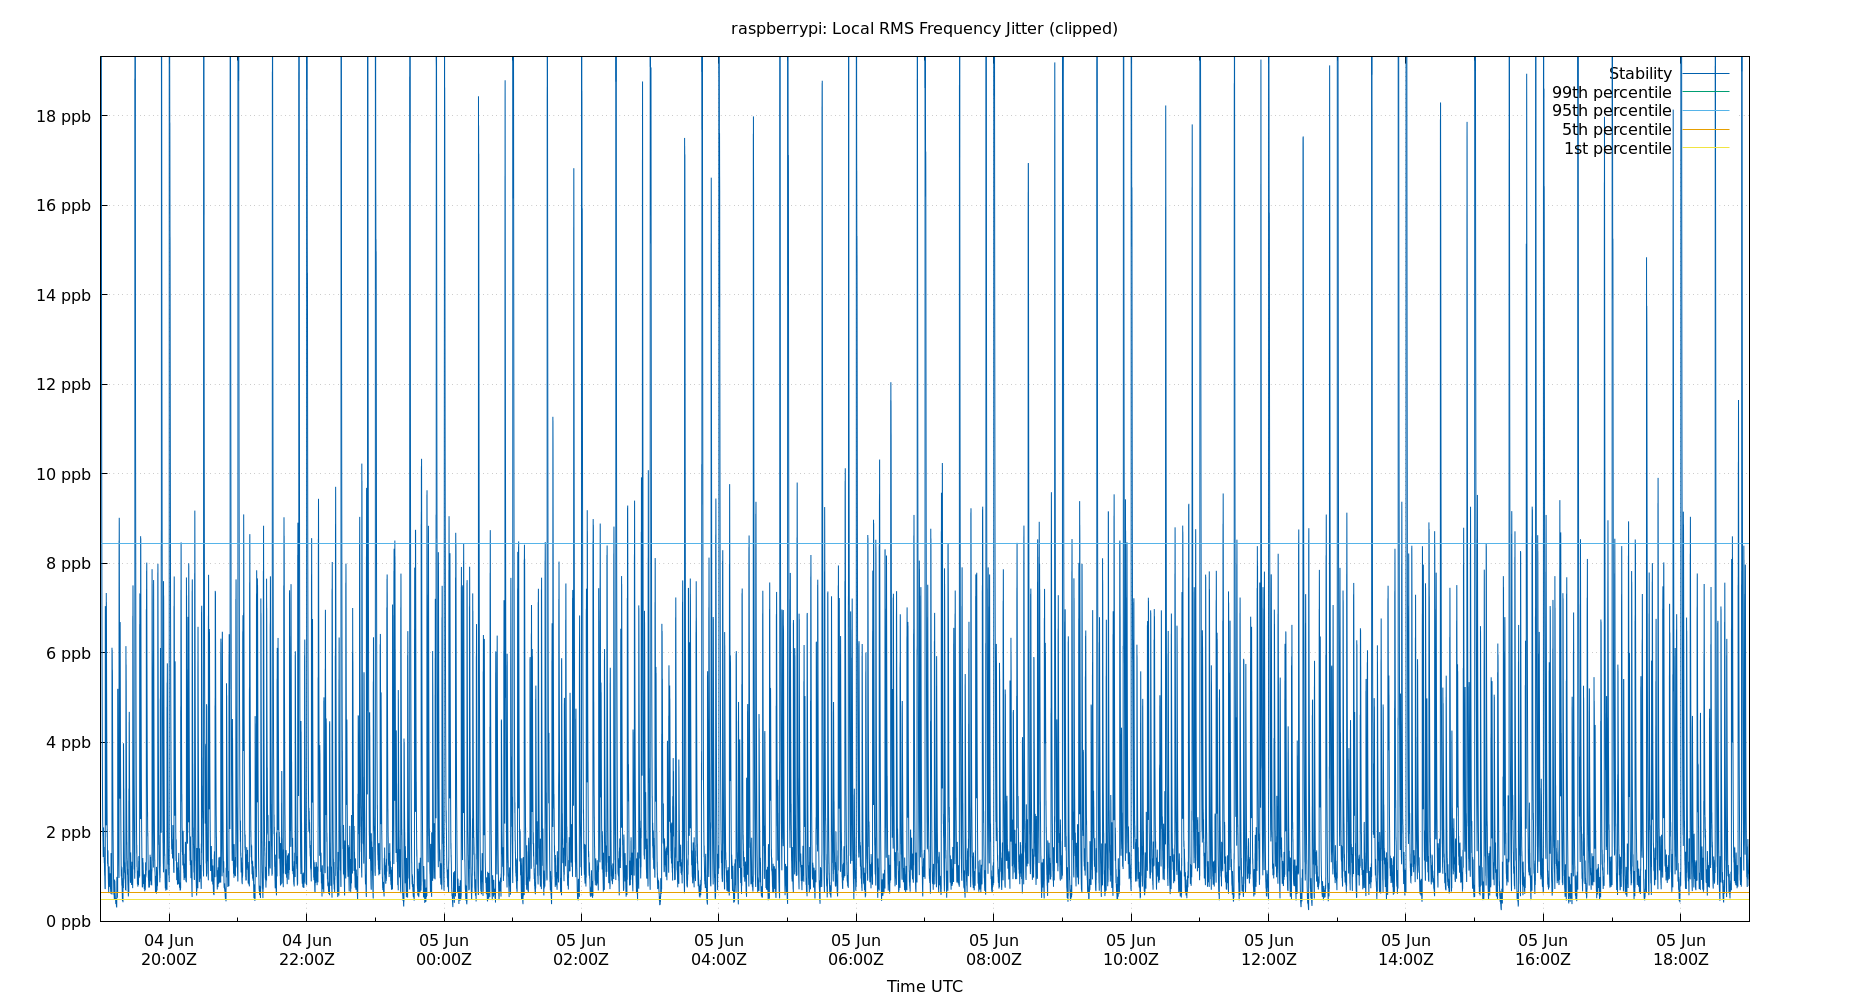 raspberrypi: Local RMS Frequency Jitter (clipped)
Stability
99th percentile
95th percentile
5th percentile
1st percentile
18 ppb
16 ppb
14 ppb
12 ppb
10 ppb
8 ppb
6 ppb
4 ppb
2 ppb
0 ppb
04 Jun 04 Jun 05 Jun 05 Jun 05 Jun 05 Jun 05 Jun 05 Jun 05 Jun 05 Jun 05 Jun 05 Jun
20:00Z 22:00Z 00:00Z 02:00Z 04:00Z 06:00Z 08:00Z 10:00Z 12:00Z 14:00Z 16:00Z 18:00Z
Time UTC